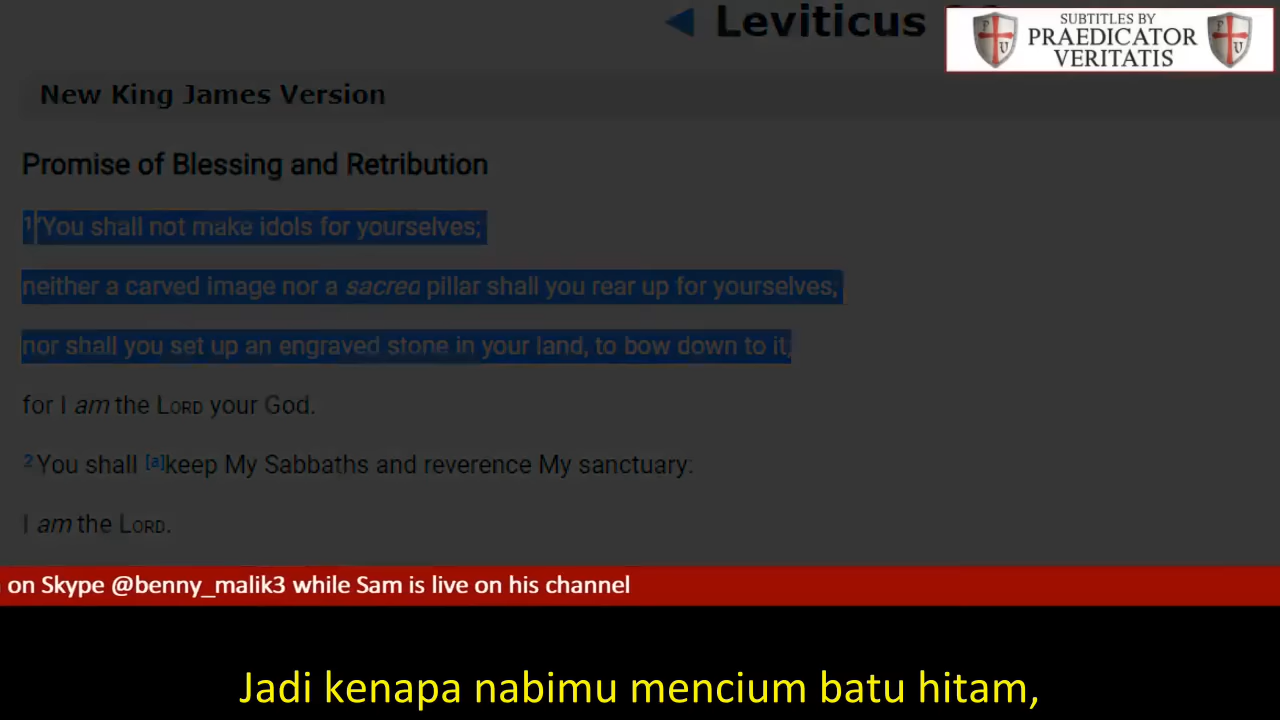 Leviticus
SUBTITLES BY
PRAEDICATOR
VERITATIS
New King James Version
Promise of Blessing and Retribution
1 ‘You shall not make idols for yourselves;
neither a carved image nor a sacred pillar shall you rear up for yourselves;
nor shall you set up an engraved stone in your land, to bow down to it;
for I am the LORD your God.
2 You shall [a]keep My Sabbaths and reverence My sanctuary:
I am the LORD.
on Skype @benny_malik3 while Sam is live on his channel
Jadi kenapa nabimu mencium batu hitam,